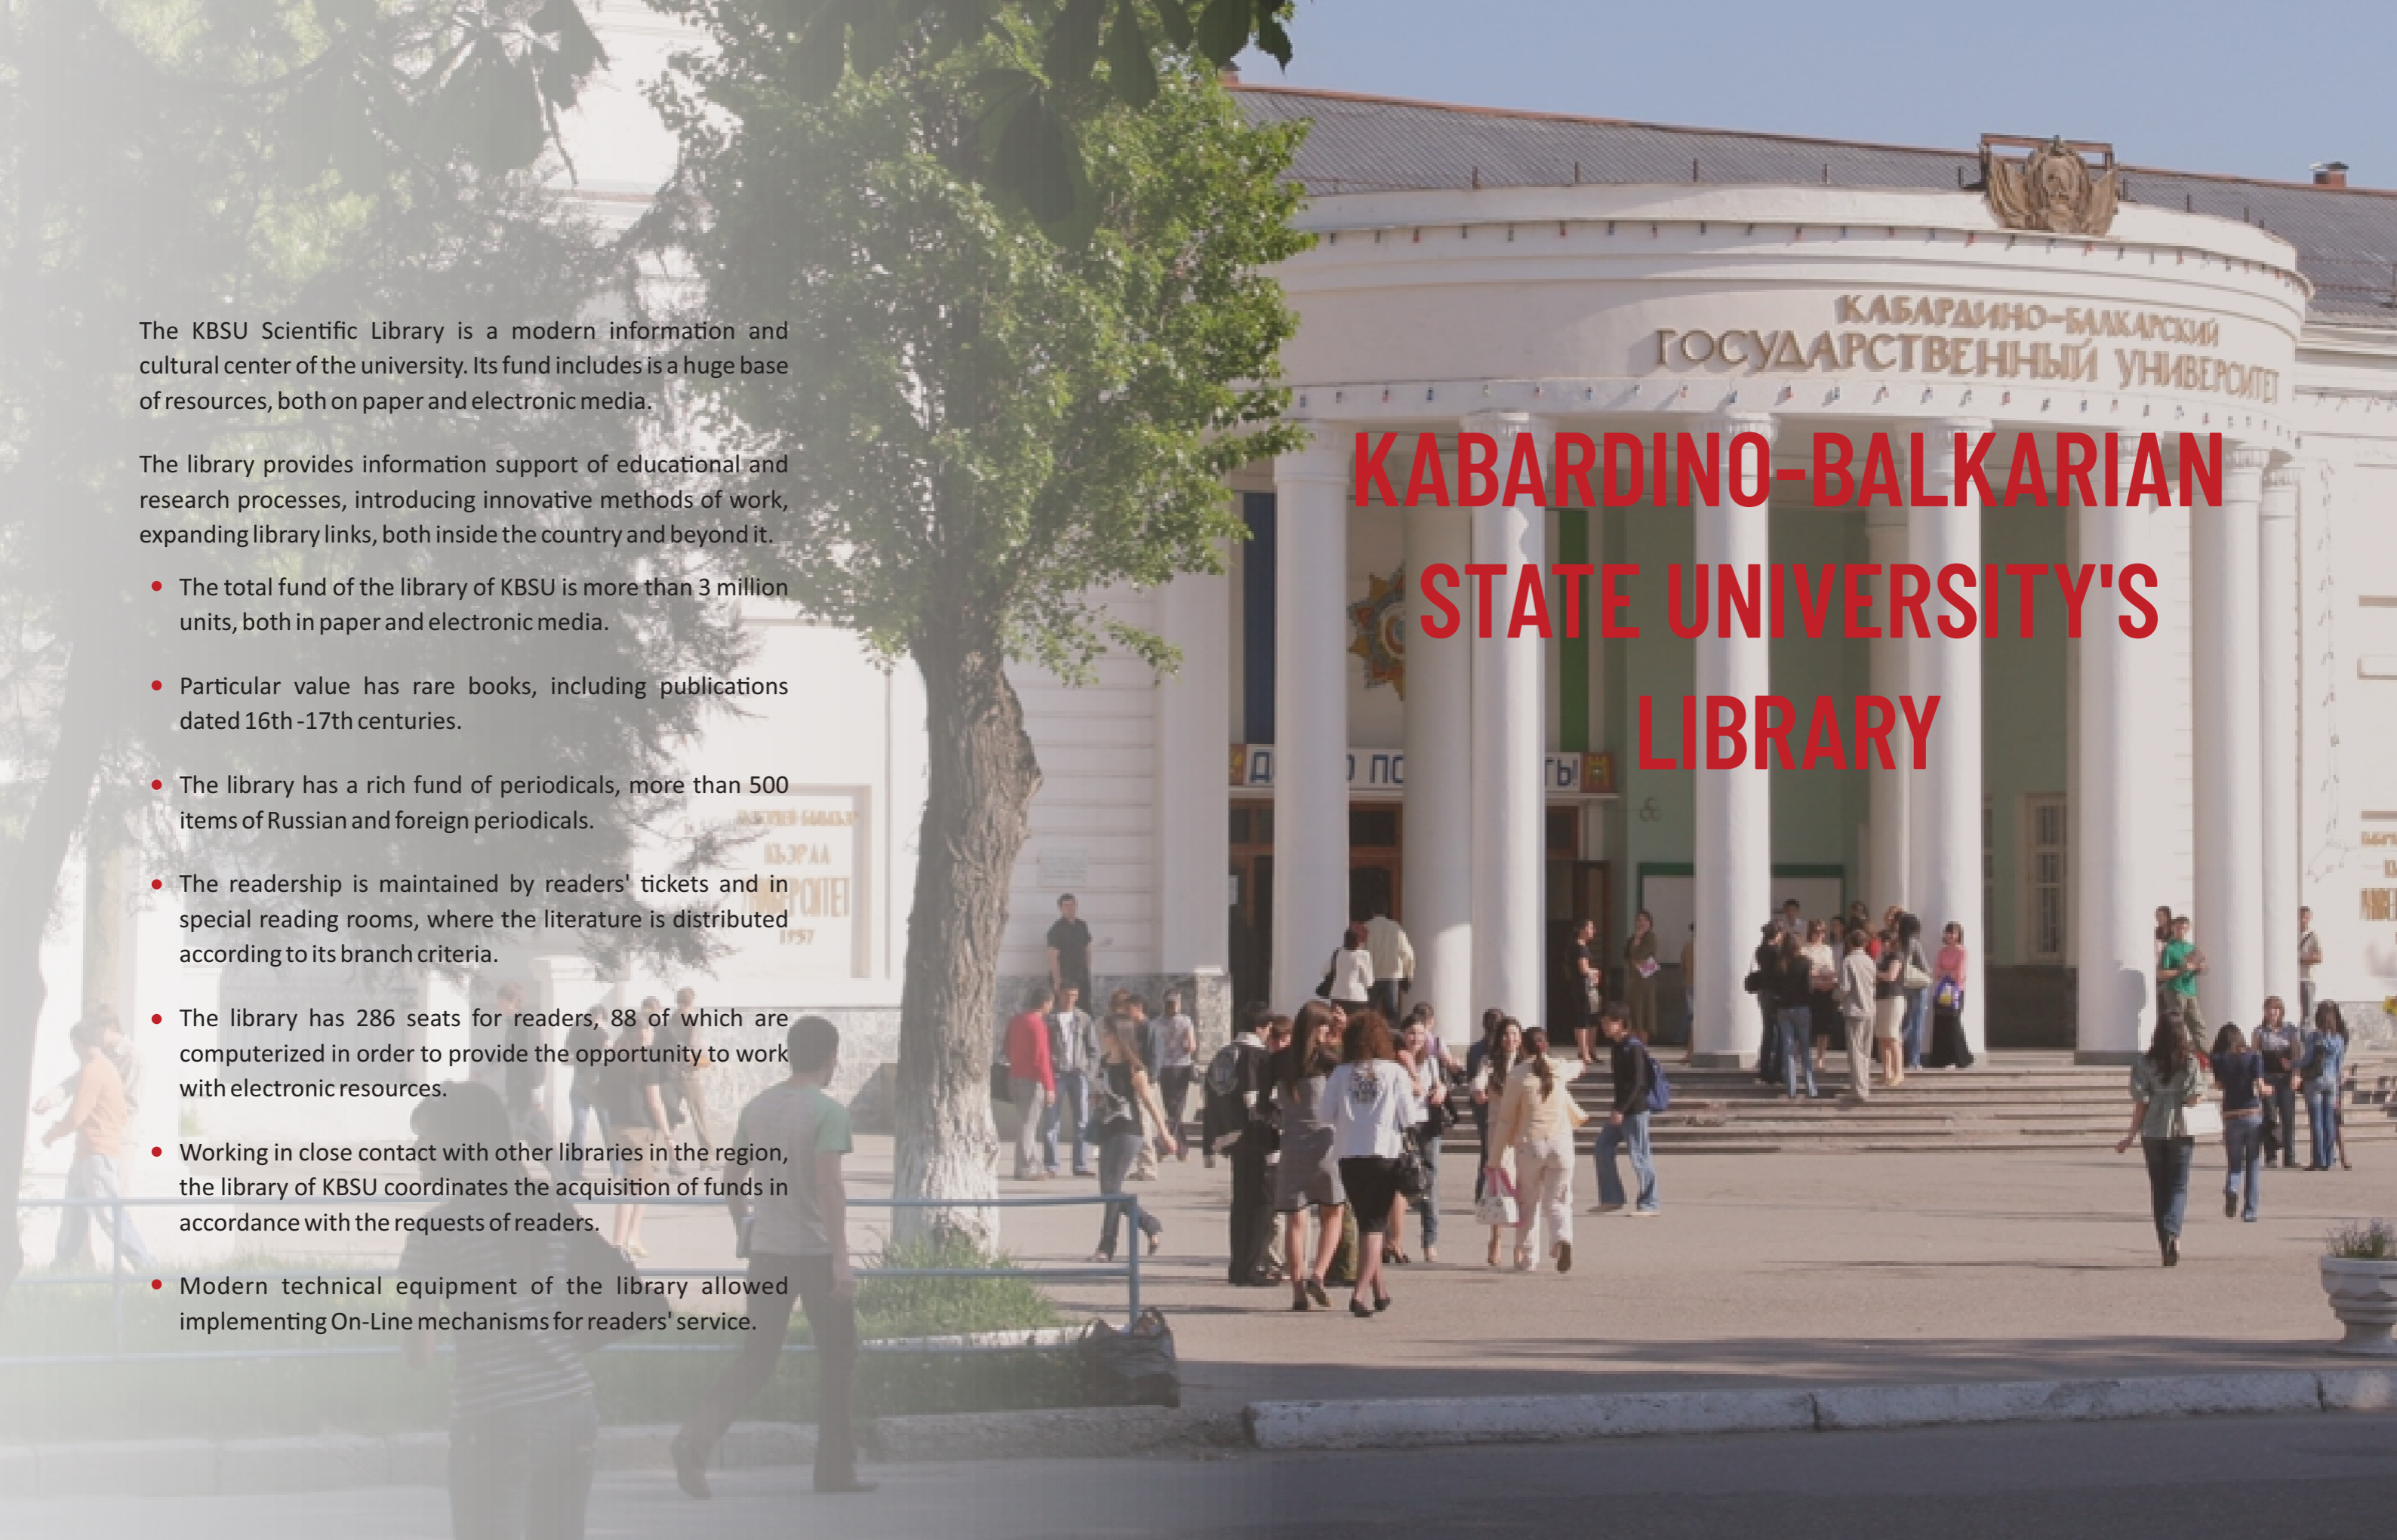 The KBSU Scientific Library is a modern information and
cultural center of the university. Its fund includes is a huge base
of resources, both on paper and electronic media.
The library provides information support of educational and
research processes, introducing innovative methods of work,
expanding library links, both inside the country and beyond it.
• The total fund of the library of KBSU is more than 3 million
units, both in paper and electronic media.
• Particular value has rare books, including publications
dated 16th -17th centuries.
• The library has a rich fund of periodicals, more than 500
items of Russian and foreign periodicals.
• The readership is maintained by readers' tickets and in
special reading rooms, where the literature is distributed
according to its branch criteria.
• The library has 286 seats for readers, 88 of which are
computerized in order to provide the opportunity to work
with electronic resources.
• Working in close contact with other libraries in the region,
the library of KBSU coordinates the acquisition of funds in
accordance with the requests of readers.
• Modern technical equipment of the library allowed
implementing On-Line mechanisms for readers' service.
КАБАРДИНО-БАЛКАРСКИЙ
ГОСУДАРСТВЕННЫЙ УНИВЕРСИТЕТ
KABARDINO-BALKARIAN
STATE UNIVERSITY'S
LIBRARY
КЪЭРАЛ
1957